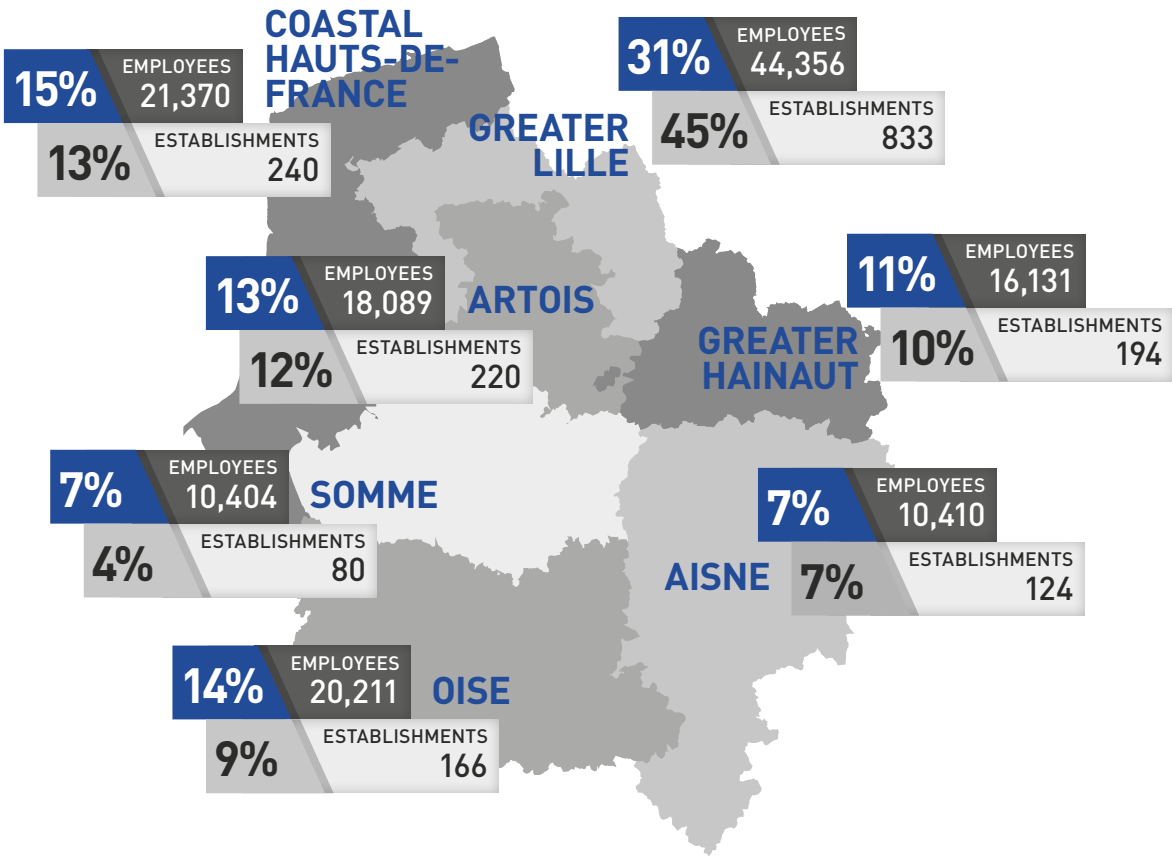 COASTAL
HAUTS-DE-
FRANCE
15%
EMPLOYEES
21,370
13%
ESTABLISHMENTS
240
GREATER
LILLE
31%
EMPLOYEES
44,356
45%
ESTABLISHMENTS
833
13%
EMPLOYEES
18,089
12%
ESTABLISHMENTS
220
ARTOIS
GREATER
HAINAUT
11%
EMPLOYEES
16,131
10%
ESTABLISHMENTS
194
7%
EMPLOYEES
10,404
4%
ESTABLISHMENTS
80
SOMME
AISNE
7%
EMPLOYEES
10,410
7%
ESTABLISHMENTS
124
14%
EMPLOYEES
20,211
9%
ESTABLISHMENTS
166
OISE